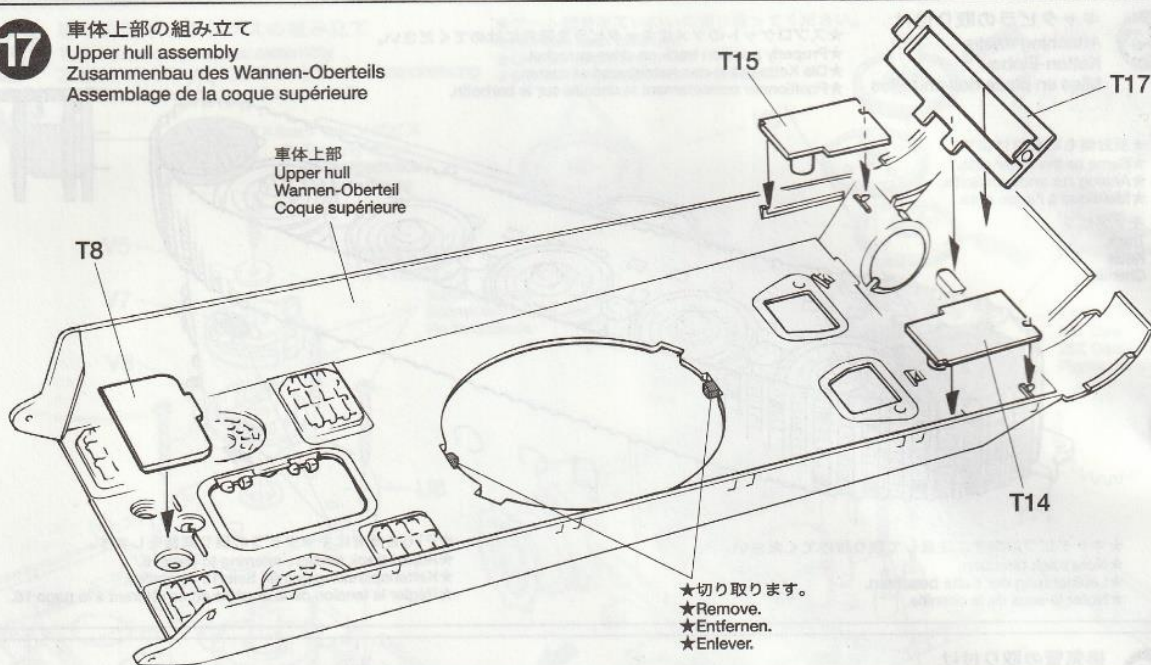 17
車体上部の組み立て
Upper hull assembly
Zusammenbau des Wannen-Oberteils
Assemblage de la coque supérieure
T15
T17
車体上部
Upper hull
Wannen-Oberteil
Coque supérieure
T8
T14
★切り取ります。
★Remove.
★Entfernen.
★Enlever.